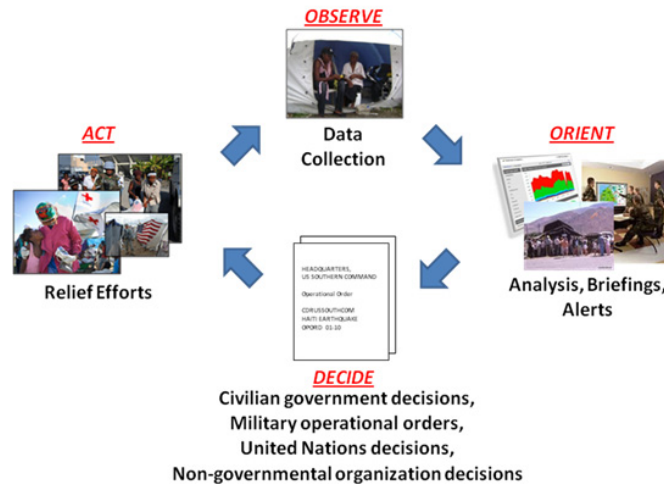 OBSERVE
Data
Collection
ACT
Relief Efforts
ORIENT
Analysis, Briefings,
Alerts
HEADQUARTERS,
US SOUTHERN COMMAND
Operational Order
CDRUSSOUTHCOM
HAITI EARTHQUAKE
OPORD 01-10
DECIDE
Civilian government decisions,
Military operational orders,
United Nations decisions,
Non-governmental organization decisions